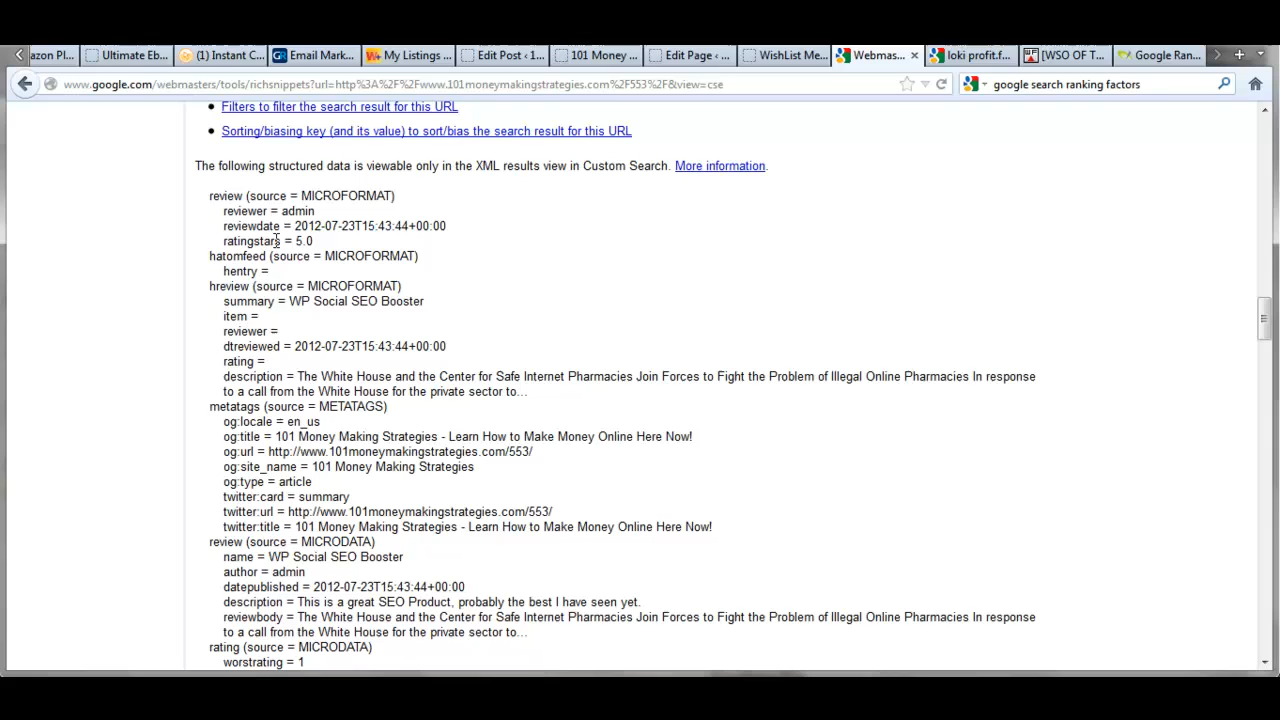 azon Pl...
Ultimate Eb...
(1) Instant C...
Email Mark...
My Listings ...
Edit Post ‹ 1...
101 Money ...
Edit Page ‹ ...
WishList Me...
Webmas...
loki profit.f...
[WSO OF T...
Google Ran...
www.google.com/webmasters/tools/richsnippets?url=http%3A%2F%2Fwww.101moneymakingstrategies.com%2F553%2F&view=cse
google search ranking factors
Filters to filter the search result for this URL
Sorting/biasing key (and its value) to sort/bias the search result for this URL
The following structured data is viewable only in the XML results view in Custom Search. More information.
review (source = MICROFORMAT)
reviewer = admin
reviewdate = 2012-07-23T15:43:44+00:00
ratingstars = 5.0
hatomfeed (source = MICROFORMAT)
hentry =
hreview (source = MICROFORMAT)
summary = WP Social SEO Booster
item =
reviewer =
dtreviewed = 2012-07-23T15:43:44+00:00
rating =
description = The White House and the Center for Safe Internet Pharmacies Join Forces to Fight the Problem of Illegal Online Pharmacies In response
to a call from the White House for the private sector to...
metatags (source = METATAGS)
og:locale = en_us
og:title = 101 Money Making Strategies - Learn How to Make Money Online Here Now!
og:url = http://www.101moneymakingstrategies.com/553/
og:site_name = 101 Money Making Strategies
og:type = article
twitter:card = summary
twitter:url = http://www.101moneymakingstrategies.com/553/
twitter:title = 101 Money Making Strategies - Learn How to Make Money Online Here Now!
review (source = MICRODATA)
name = WP Social SEO Booster
author = admin
datepublished = 2012-07-23T15:43:44+00:00
description = This is a great SEO Product, probably the best I have seen yet.
reviewbody = The White House and the Center for Safe Internet Pharmacies Join Forces to Fight the Problem of Illegal Online Pharmacies In response
to a call from the White House for the private sector to...
rating (source = MICRODATA)
worstrating = 1